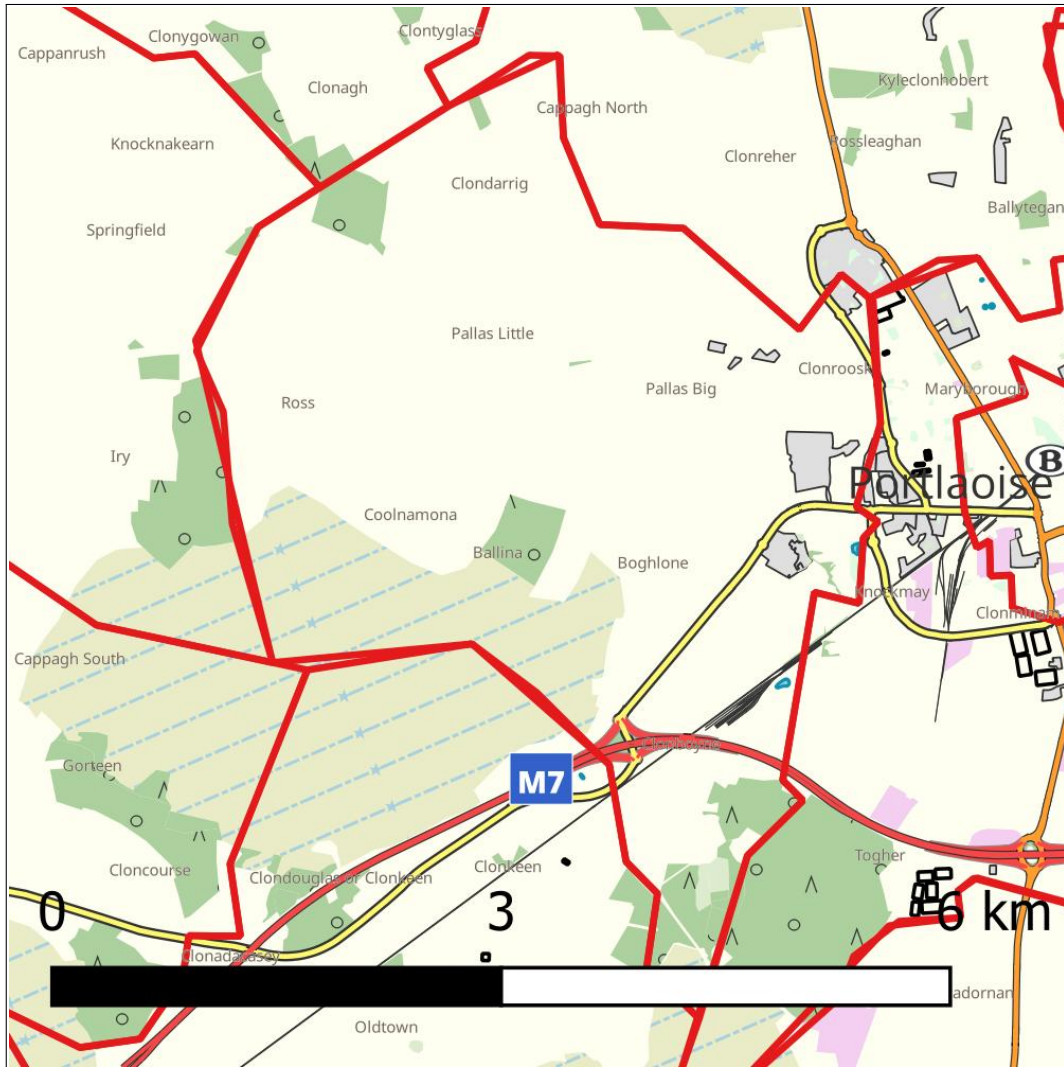 Clonygowan
Clontyglass
Cappanrush
Clonagh
Kyleclonhobert
Cappagh North
Knocknakearn
Rossleaghan
Clonreher
Clondarrig
Ballytegan
Springfield
Pallas Little
Clonroosk
Pallas Big
Maryborough
Ross
Iry
B
Portlaoise
Coolnamona
Ballina
Boghlone
Knockmay
Clonminam
Cappagh South
Gorteen
M7
Togher
Clonkeen
Cloncourse
Clondouglas or Clonkeen
0
3
6 km
Clonadacasey
adornan
Oldtown